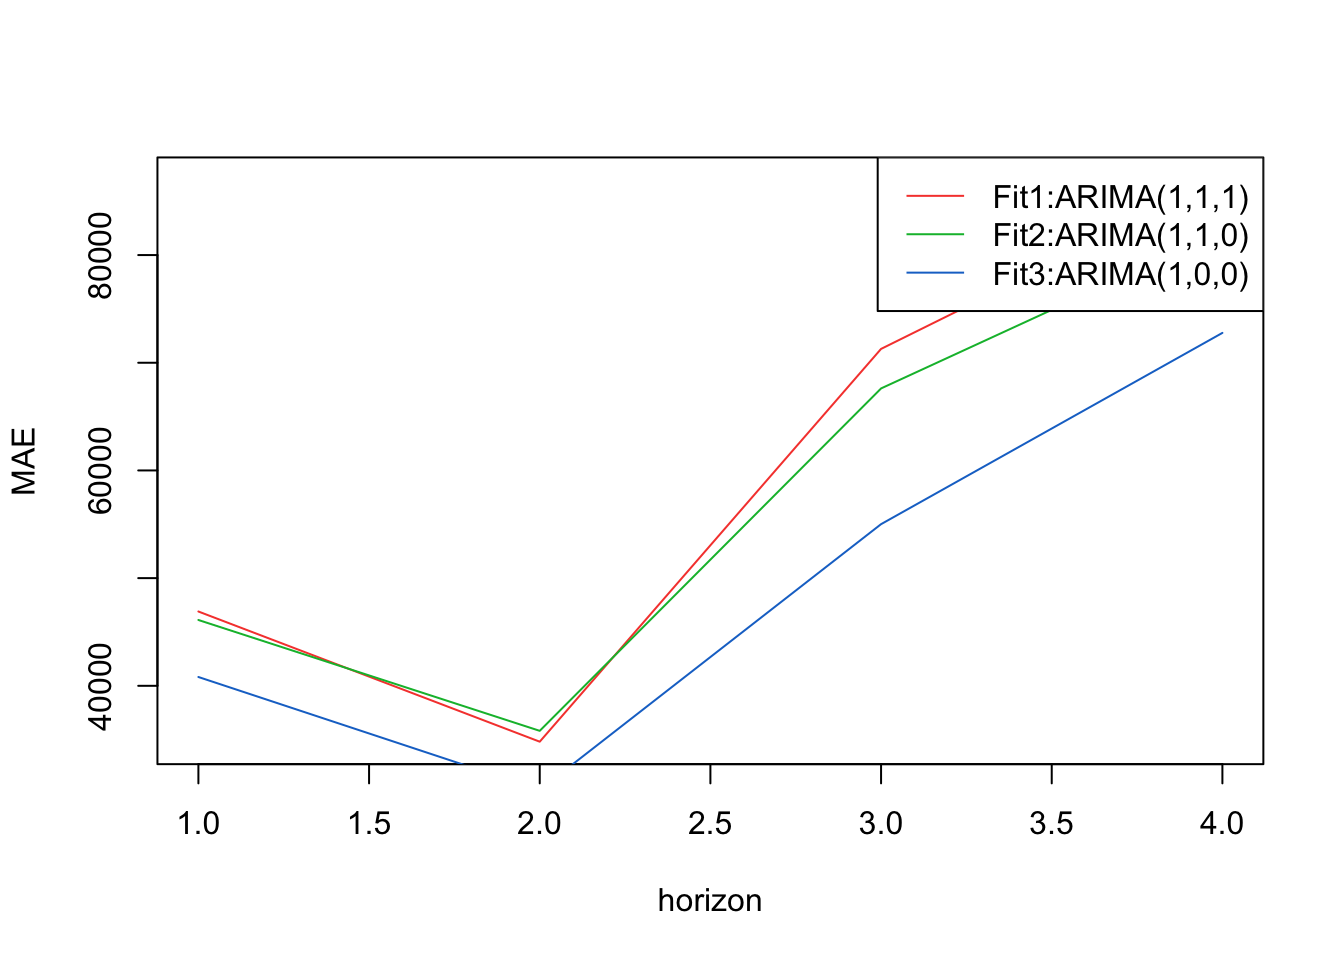 Fit1:ARIMA(1,1,1)
Fit2:ARIMA(1,1,0)
Fit3:ARIMA(1,0,0)
MAE
80000
60000
40000
1.0 1.5 2.0 2.5 3.0 3.5 4.0
horizon